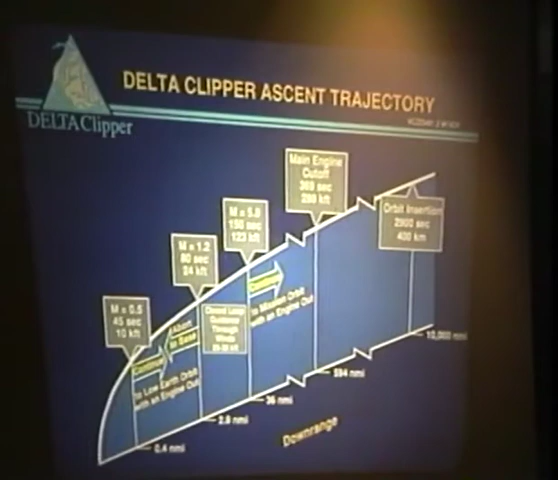 DELTA CLIPPER ASCENT TRAJECTORY
DELTA Clipper
Main Engine
Cutoff
369 sec
Orbit Insertion
2900 sec
400 km
M = 5.0
150 sec
123 kft
M = 1.2
80 sec
24 kft
M = 0.5
45 sec
10 kft
Continue
to Mission Orbit
with an Engine Out
Closed Loop
Guidance
Through
Winds
Abort
to Base
Continue
to Low Earth Orbit
with an Engine Out
10,000 nmi
594 nmi
36 nmi
2.8 nmi
0.4 nmi
Downrange